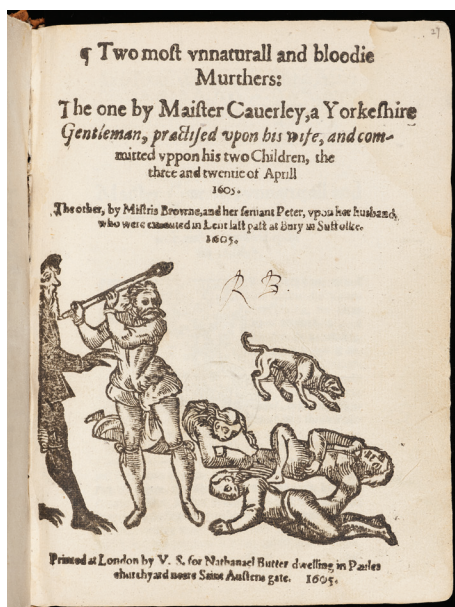 27
¶ Two moſt vnnaturall and bloodie
Murthers:
The one by Maiſter Cauerley, a Yorkeſhire
Gentleman, practiſed vpon his wife, and com-
mitted vppon his two Children, the
three and twentie of Aprill
1605.
The other, by Miſtris Browne, and her ſeruant Peter, vpon her husband,
who were executed in Lent laſt paſt at Bury in Suffolke.
1605.
R B.
Printed at London by V. S. for Nathanael Butter dwelling in Paules
churchyard neere Saint Auſtens gate. 1605.